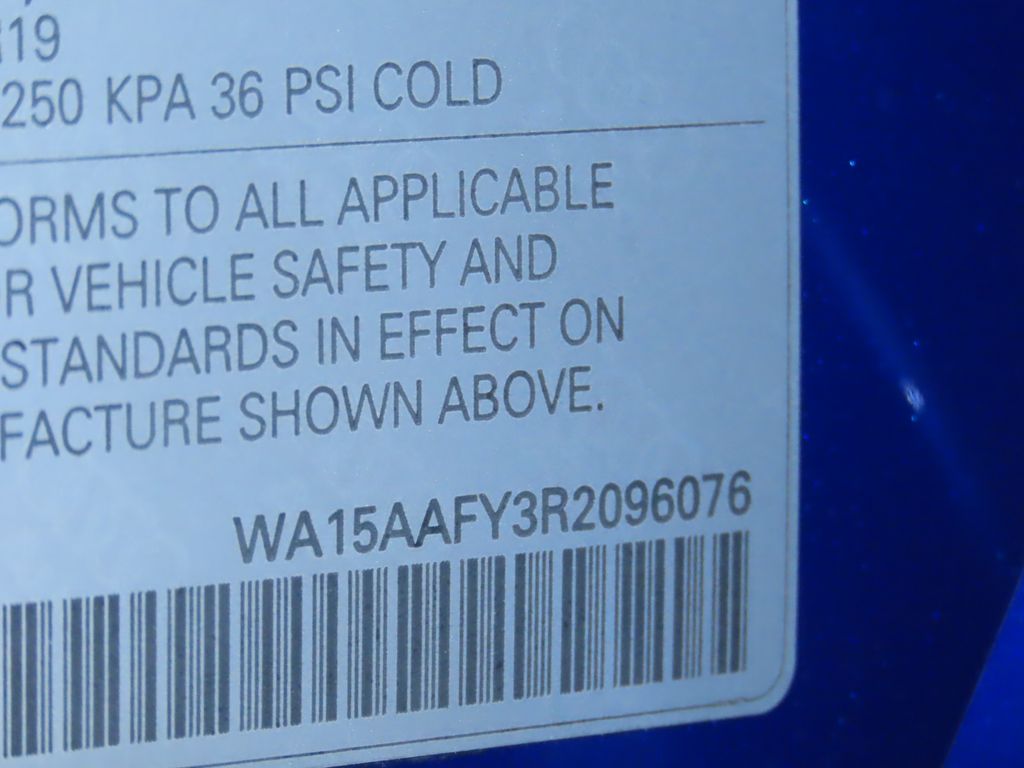 19
250 KPA 36 PSI COLD
ORMS TO ALL APPLICABLE
R VEHICLE SAFETY AND
STANDARDS IN EFFECT ON
FACTURE SHOWN ABOVE.
WA15AAFY3R2096076